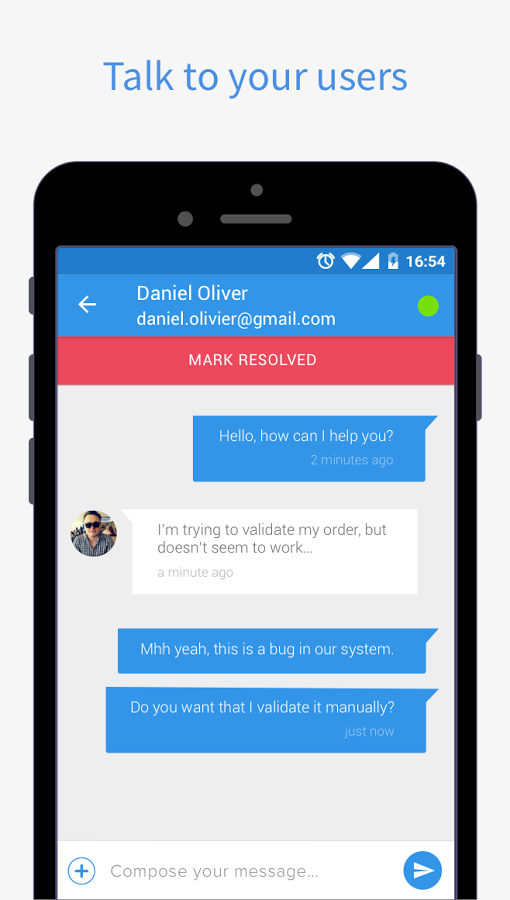 Talk to your users
16:54
Daniel Oliver
daniel.olivier@gmail.com
MARK RESOLVED
Hello, how can I help you?
2 minutes ago
I'm trying to validate my order, but
doesn't seem to work...
a minute ago
Mhh yeah, this is a bug in our system.
Do you want that I validate it manually?
just now
Compose your message...